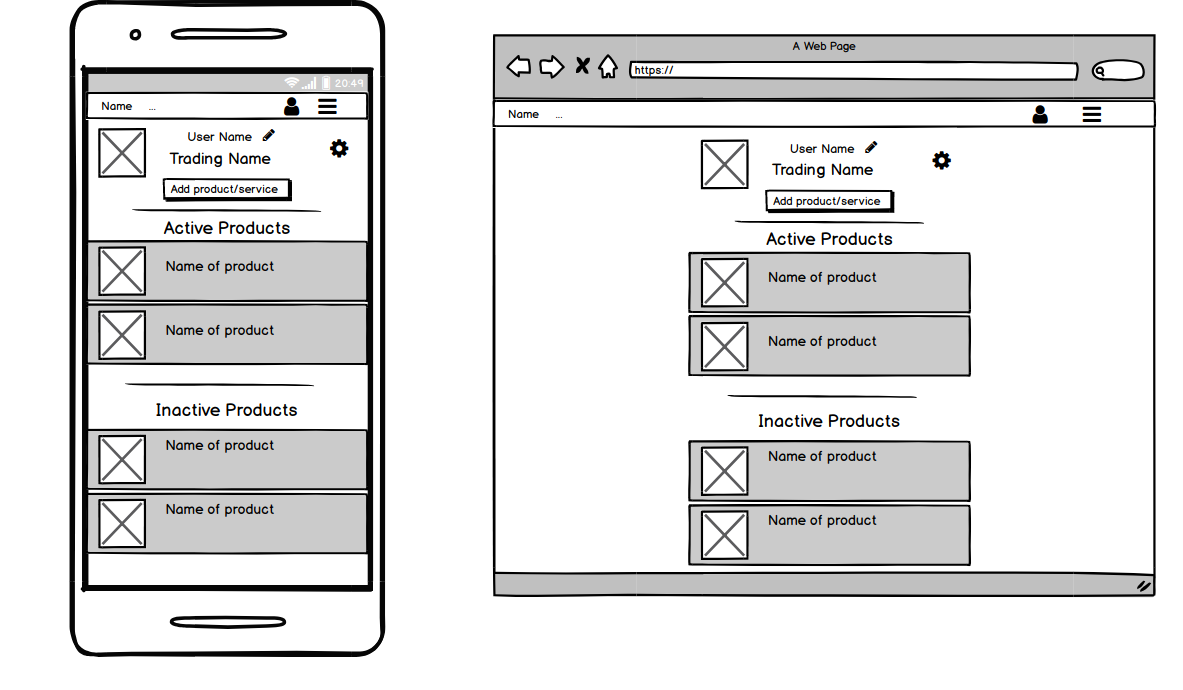 20.49
Name ...
User Name
Trading Name
Add product/service
Active Products
Name of product
Name of product
Inactive Products
Name of product
Name of product
A Web Page
https://
Name ...
User Name
Trading Name
Add product/service
Active Products
Name of product
Name of product
Inactive Products
Name of product
Name of product